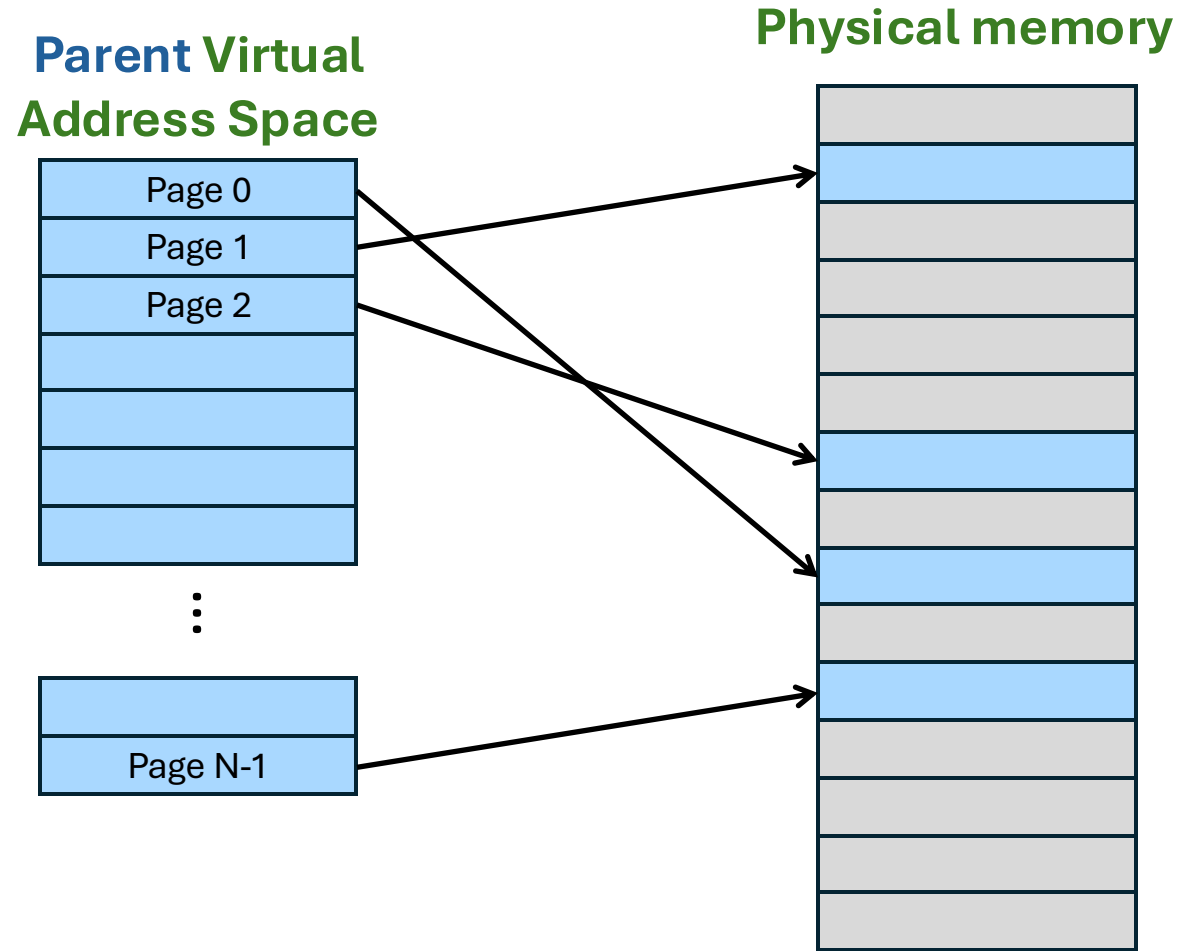 Parent Virtual
Address Space
Physical memory
Page 0
Page 1
Page 2
⋮
Page N-1